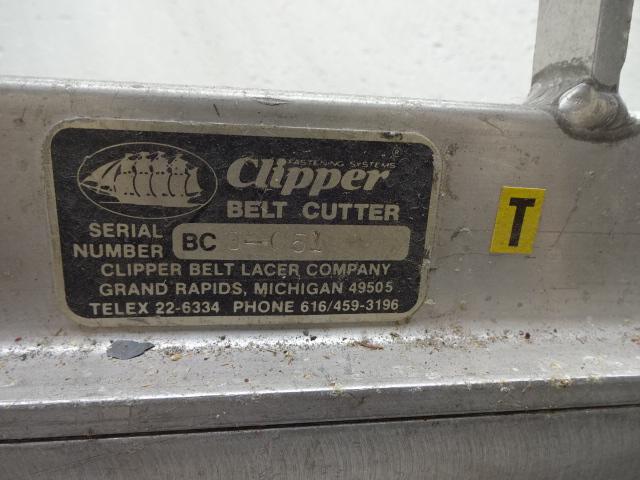 FASTENING SYSTEMS
Clipper®
BELT CUTTER
SERIAL NUMBER BC
CLIPPER BELT LACER COMPANY
GRAND RAPIDS, MICHIGAN 49505
TELEX 22-6334 PHONE 616/459-3196
T